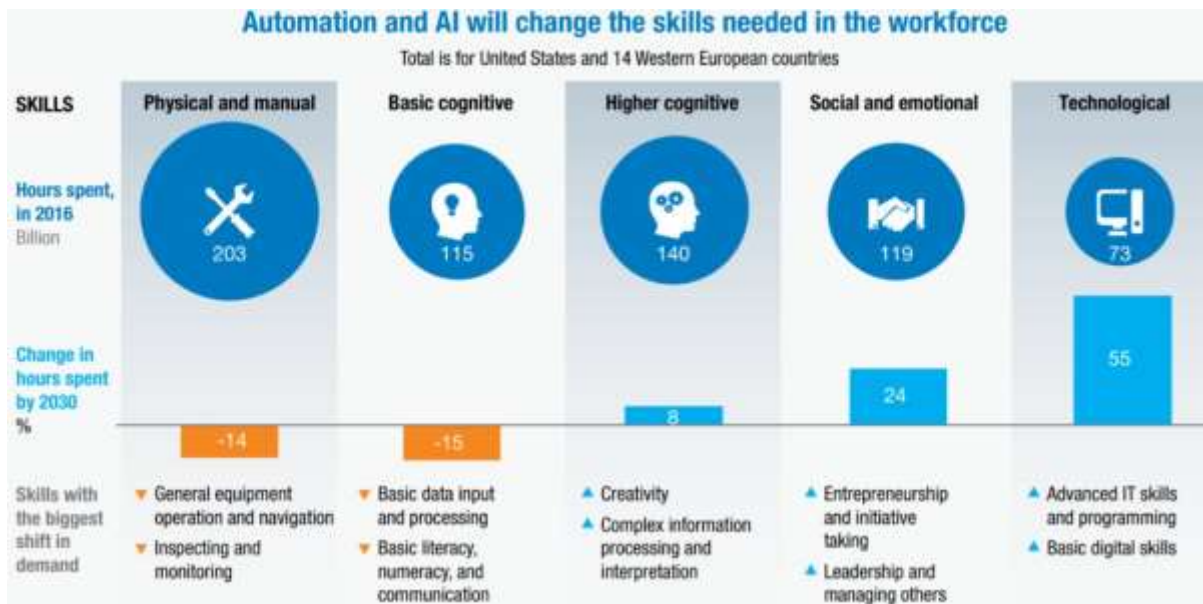 Automation and AI will change the skills needed in the workforce
Total is for United States and 14 Western European countries
SKILLS
Physical and manual
Basic cognitive
Higher cognitive
Social and emotional
Technological
Hours spent,
in 2016
Billion
203
115
140
119
73
Change in
hours spent
by 2030
%
-14
-15
8
24
55
Skills with
the biggest
shift in
demand
General equipment
operation and navigation
Inspecting and
monitoring
Basic data input
and processing
Basic literacy,
numeracy, and
communication
Creativity
Complex information
processing and
interpretation
Entrepreneurship
and initiative
taking
Leadership and
managing others
Advanced IT skills
and programming
Basic digital skills